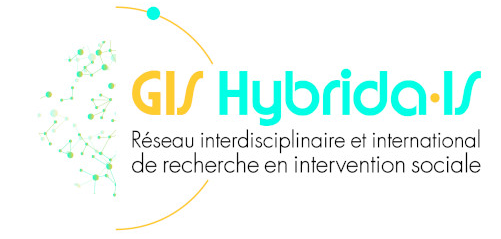 GIS Hybrida·IS
Réseau interdisciplinaire et international
de recherche en intervention sociale